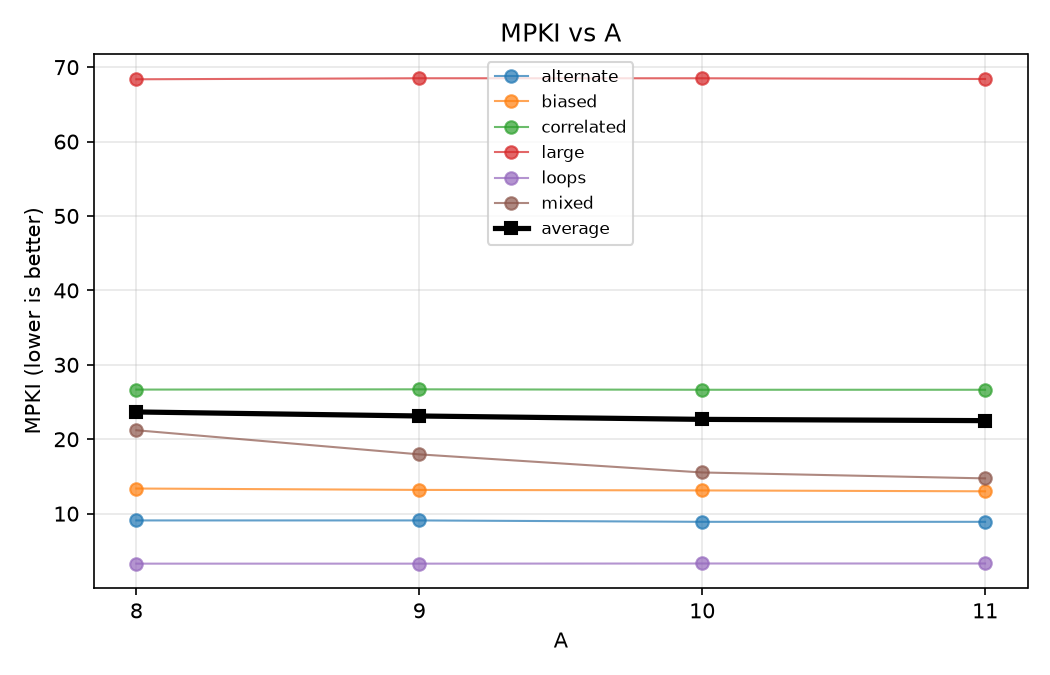 MPKI vs A
MPKI (lower is better)
70
60
50
40
30
20
10
alternate
biased
correlated
large
loops
mixed
average
8 9 10 11
A